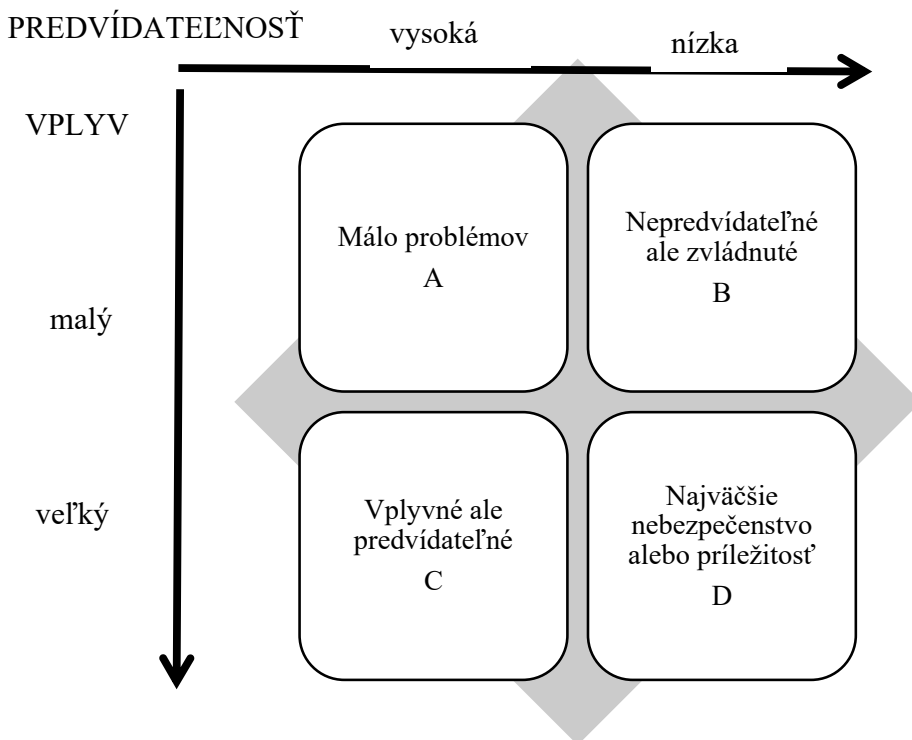 PREDVÍDATEĽNOSŤ
vysoká
nízka
VPLYV
malý
veľký
Málo problémov
A
Nepredvídateľné
ale zvládnuté
B
Vplyvné ale
predvídateľné
C
Najväčšie
nebezpečenstvo
alebo príležitosť
D